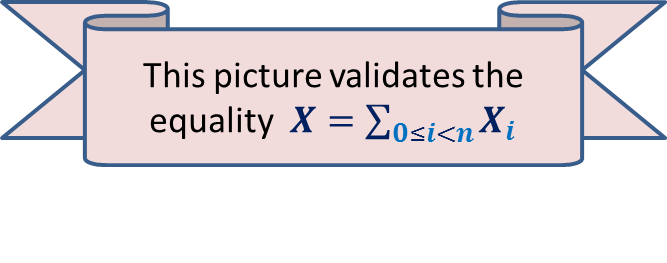 This picture validates the
equality X = ∑0≤i<n Xi